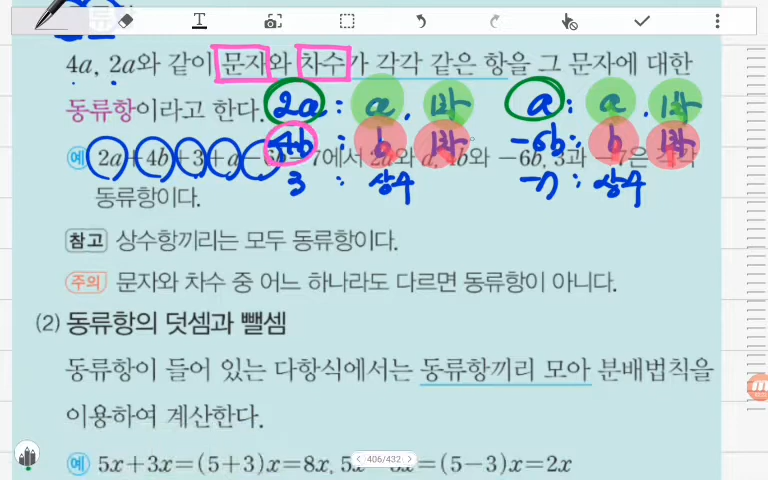 4a, 2a와 같이 문자와 차수가 각각 같은 항을 그 문자에 대한
동류항이라고 한다. 2a : a, 1차 a : a, 1차
4b : b 1차 -6b : b 1차
예 2a+4b+3+a-6b-7에서 2a와 a, 4b와 -6b, 3과 -7은 각각
3 : 상수 -7 : 상수
동류항이다.
참고 상수항끼리는 모두 동류항이다.
주의 문자와 차수 중 어느 하나라도 다르면 동류항이 아니다.
(2) 동류항의 덧셈과 뺄셈
동류항이 들어 있는 다항식에서는 동류항끼리 모아 분배법칙을
이용하여 계산한다.
406/432
예 5x+3x=(5+3)x=8x, 5x-3x=(5-3)x=2x